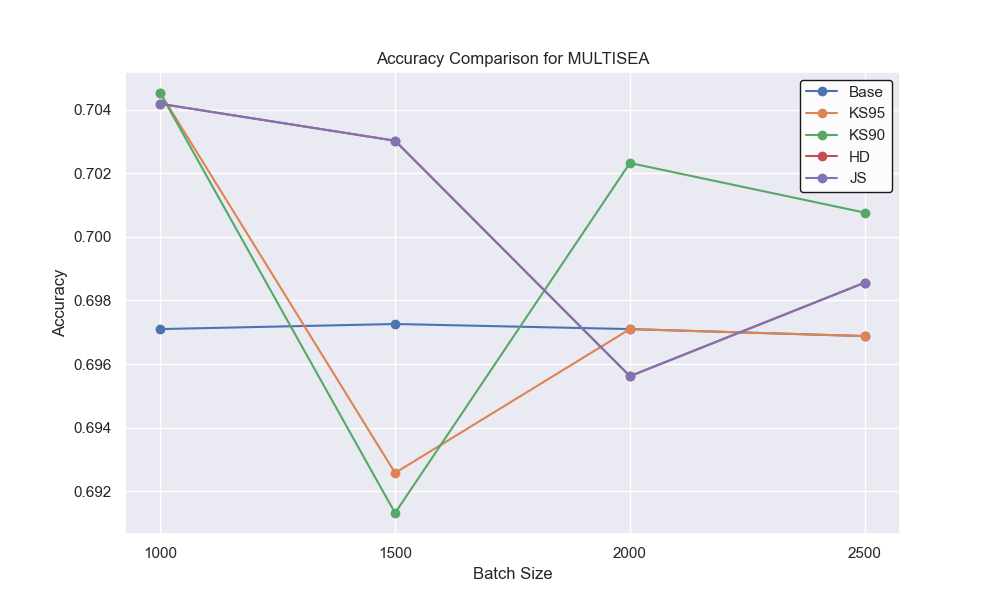 Accuracy Comparison for MULTISEA
Base
KS95
KS90
HD
JS
0.704
0.702
0.700
0.698
0.696
0.694
0.692
Accuracy
1000
1500
2000
2500
Batch Size